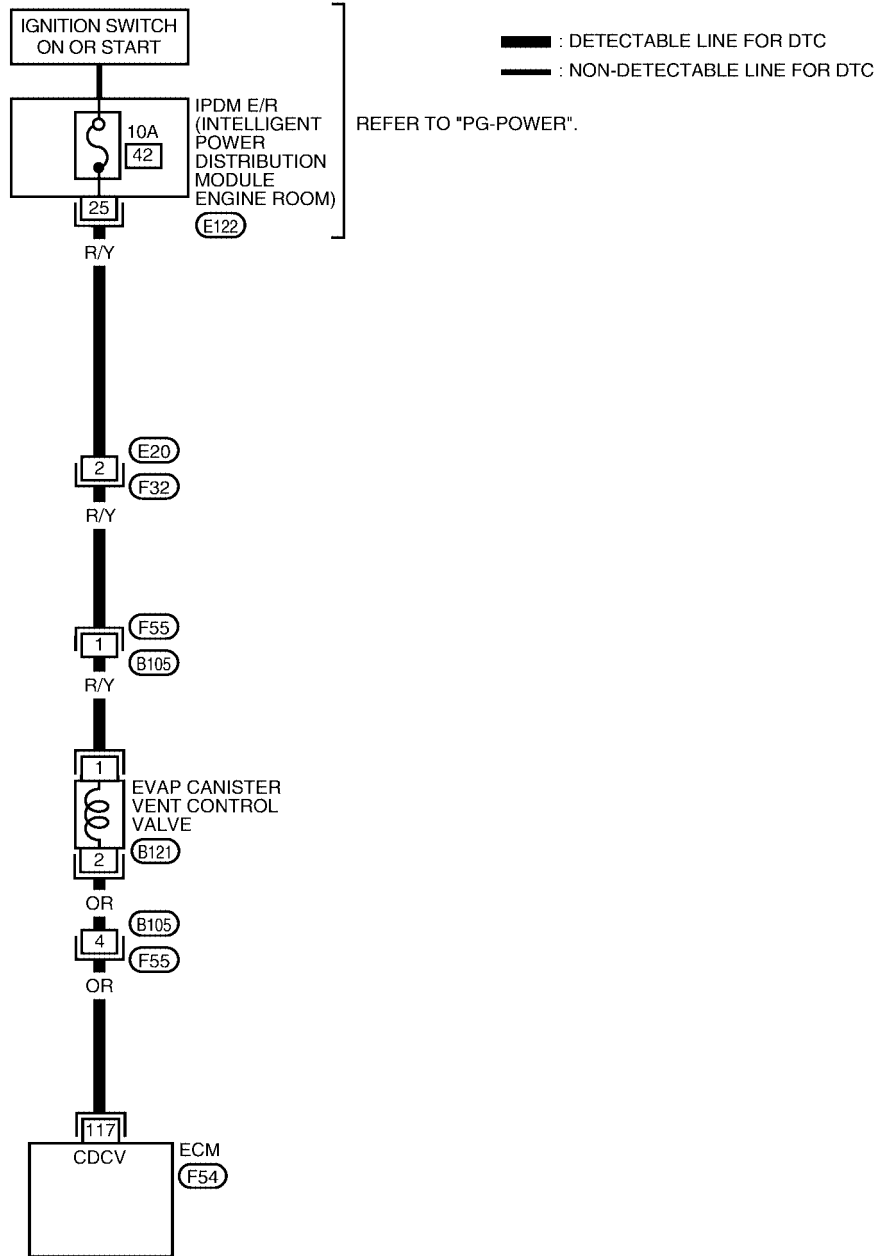 IGNITION SWITCH
ON OR START
: DETECTABLE LINE FOR DTC
: NON-DETECTABLE LINE FOR DTC
IPDM E/R
(INTELLIGENT
POWER
DISTRIBUTION
MODULE
ENGINE ROOM)
10A
42
REFER TO "PG-POWER".
25
E122
R/Y
E20
2
F32
R/Y
F55
1
B105
R/Y
1
EVAP CANISTER
VENT CONTROL
VALVE
B121
2
OR
B105
4
F55
OR
117
CDCV
ECM
F54